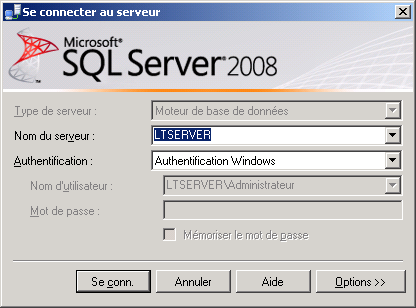 Se connecter au serveur
Microsoft®
SQL Server® 2008
Type de serveur : Moteur de base de données
Nom du serveur : LTSERVER
Authentification : Authentification Windows
Nom d'utilisateur : LTSERVER\Administrateur
Mot de passe :
Mémoriser le mot de passe
Se conn. Annuler Aide Options >>